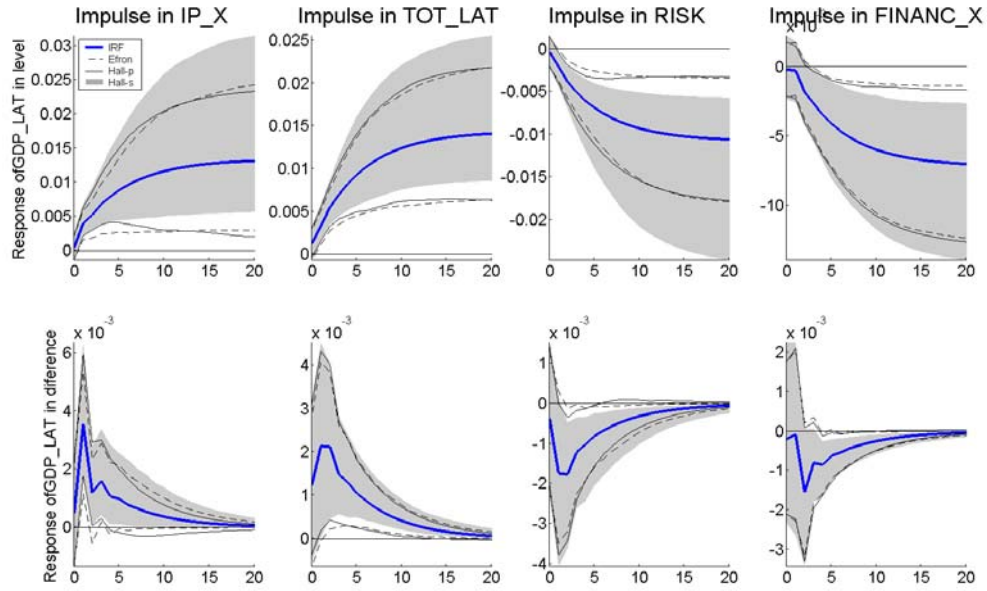 Impulse in IP_X
Impulse in TOT_LAT
Impulse in RISK
Impulse in FINANC_X
Response ofGDP_LAT in level
0.03
0.025
0.02
0.015
0.01
0.005
0
IRF
Efron
Hall-p
Hall-s
0 5 10 15 20
0.025
0.02
0.015
0.01
0.005
0
0 5 10 15 20
0
-0.005
-0.01
-0.015
-0.02
0 5 10 15 20
0
-5
-10
0 5 10 15 20
Response ofGDP_LAT in diference
x 10-3
6
4
2
0
0 5 10 15 20
x 10-3
4
3
2
1
0
0 5 10 15 20
x 10-3
1
0
-1
-2
-3
-4
0 5 10 15 20
x 10-3
2
1
0
-1
-2
-3
0 5 10 15 20